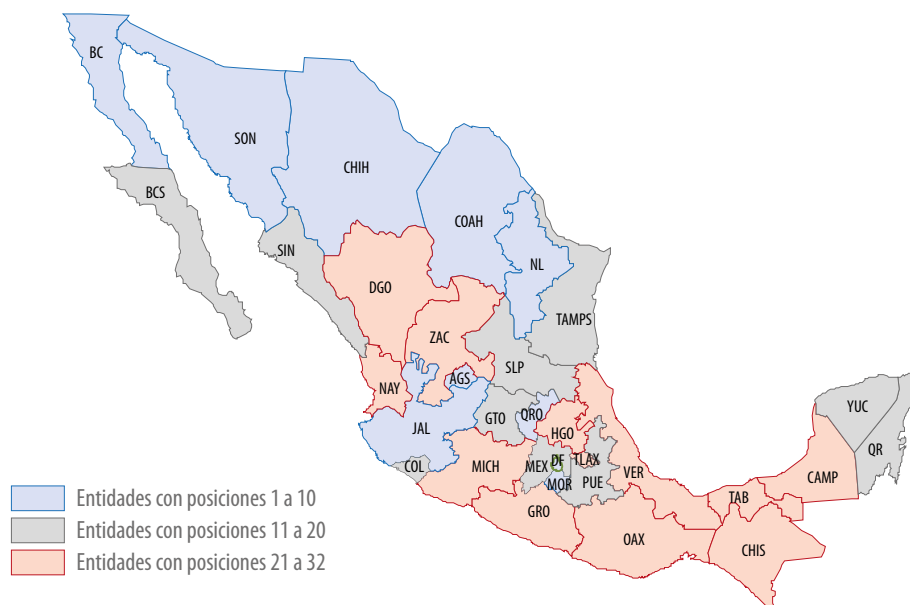 BC
SON
CHIH
BCS
COAH
SIN
NL
DGO
TAMPS
ZAC
SLP
NAY
AGS
YUC
GTO
QRO
JAL
HGO
QR
COL
MICH
MEX
DF
TLAX
VER
CAMP
MOR
PUE
TAB
GRO
OAX
CHIS
Entidades con posiciones 1 a 10
Entidades con posiciones 11 a 20
Entidades con posiciones 21 a 32